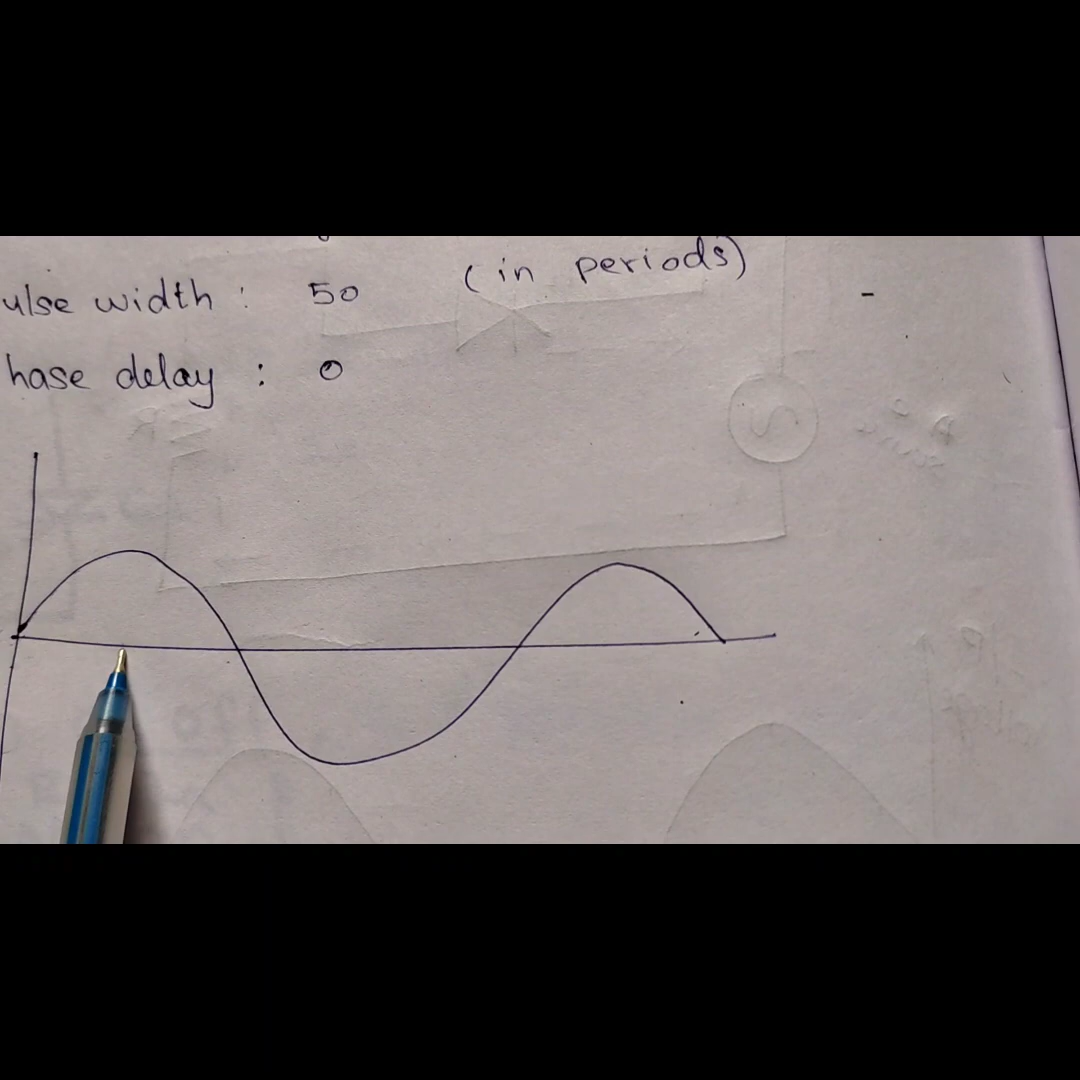 (in periods)
ulse width : 50
hase delay : 0